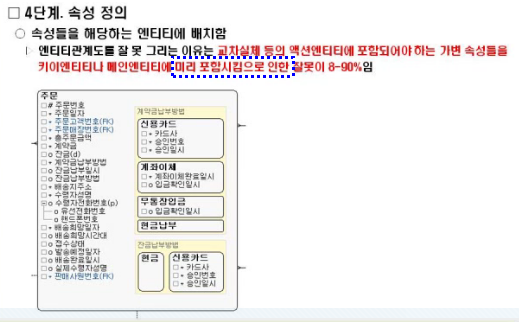 □ 4단계. 속성 정의
○ 속성들을 해당하는 엔티티에 배치함
엔티티관계도를 잘 못 그리는 이유는 교차실체 등의 액션엔티티에 포함되어야 하는 가변 속성들을
키엔티티나 메인엔티티에 미리 포함시킴으로 인한 잘못이 8-90%임
주문
□ # 주문번호
□ * 주문일자
□ * 주문고객번호(FK)
□ * 주문매장번호(FK)
□ * 총주문금액
□ * 계약금
□ o 잔금(d)
□ * 계약금납부방법
□ o 잔금납부일시
□ o 잔금납부방법
□ * 배송지주소
□ * 수령자성명
o 수령자전화번호(p)
o 유선전화번호
o 핸드폰번호
□ * 배송희망일자
□ o 배송희망시간대
□ o 접수상태
□ o 발송예정일자
□ o 배송완료일시
□ o 실제수령자성명
□ * 판매사원번호(FK)
계약금납부방법
신용카드
□ * 카드사
□ * 승인번호
□ * 승인일시
계좌이체
□ * 계좌이체완료일시
□ o 입금확인일시
무통장입금
□ o 입금확인일시
현금납부
잔금납부방법
현금
신용카드
□ * 카드사
□ * 승인번호
□ * 승인일시